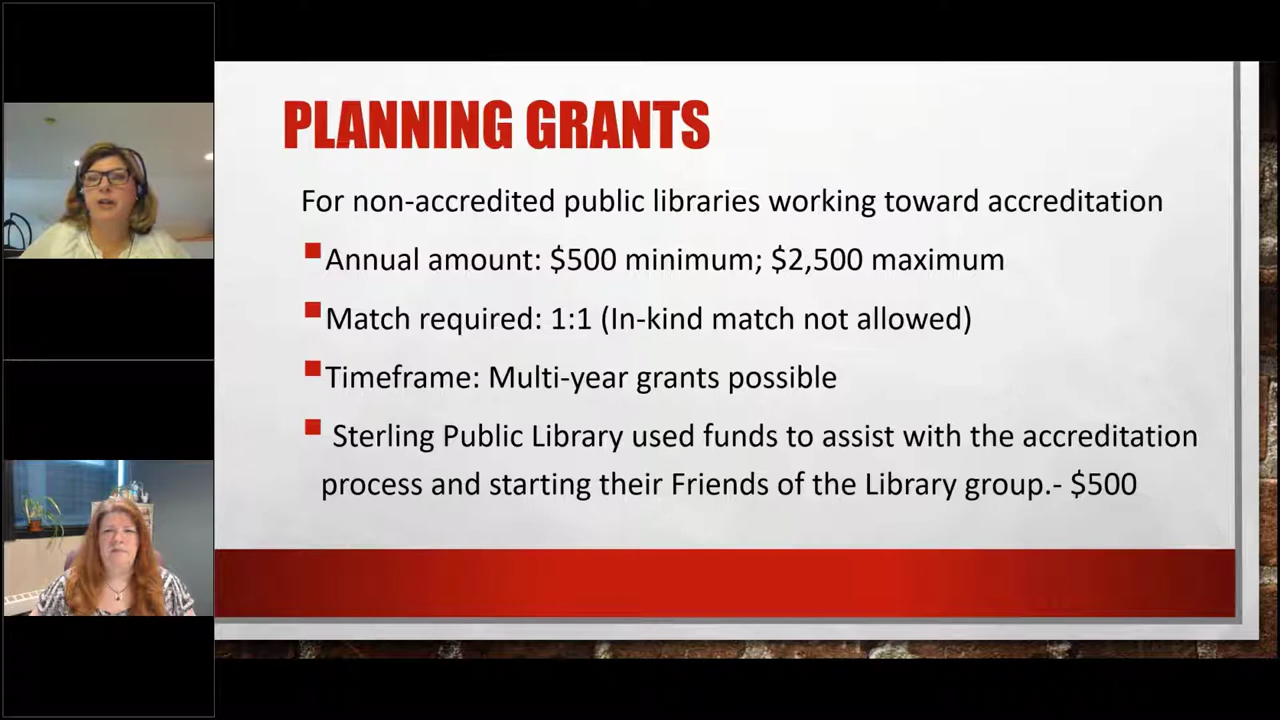 PLANNING GRANTS
For non-accredited public libraries working toward accreditation
Annual amount: $500 minimum; $2,500 maximum
Match required: 1:1 (In-kind match not allowed)
Timeframe: Multi-year grants possible
Sterling Public Library used funds to assist with the accreditation
process and starting their Friends of the Library group.- $500